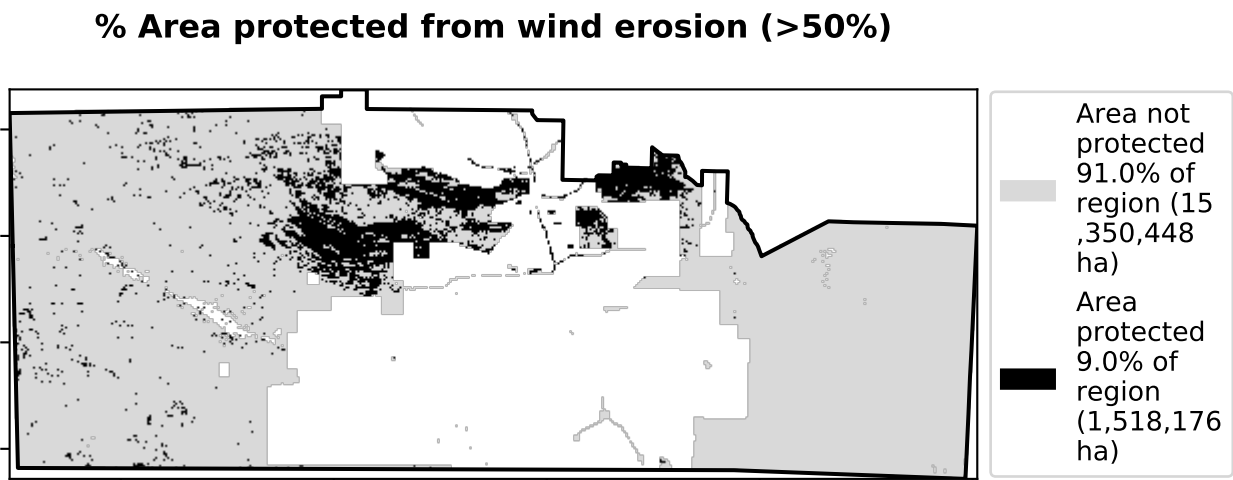 % Area protected from wind erosion (>50%)
Area not
protected
91.0% of
region (15
,350,448
ha)
Area
protected
9.0% of
region
(1,518,176
ha)